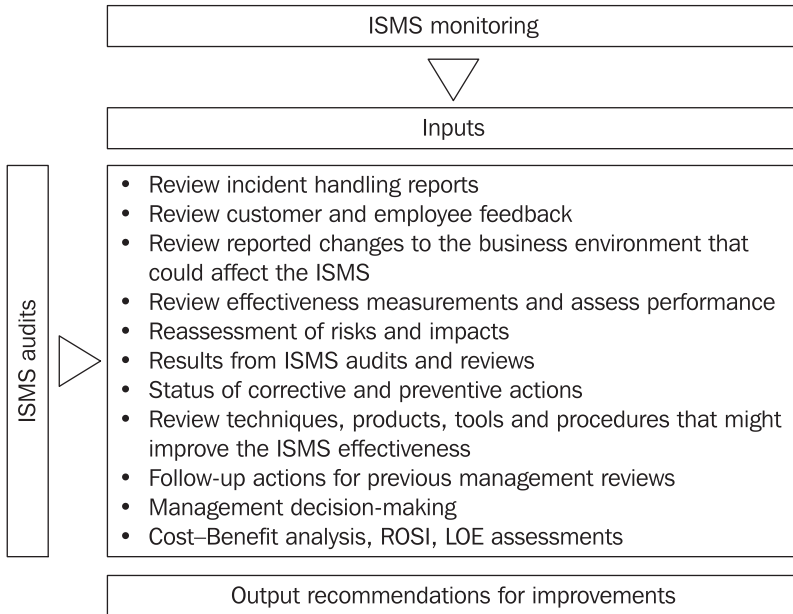 ISMS monitoring
Inputs
ISMS audits
• Review incident handling reports
• Review customer and employee feedback
• Review reported changes to the business environment that
could affect the ISMS
• Review effectiveness measurements and assess performance
• Reassessment of risks and impacts
• Results from ISMS audits and reviews
• Status of corrective and preventive actions
• Review techniques, products, tools and procedures that might
improve the ISMS effectiveness
• Follow-up actions for previous management reviews
• Management decision-making
• Cost–Benefit analysis, ROSI, LOE assessments
Output recommendations for improvements